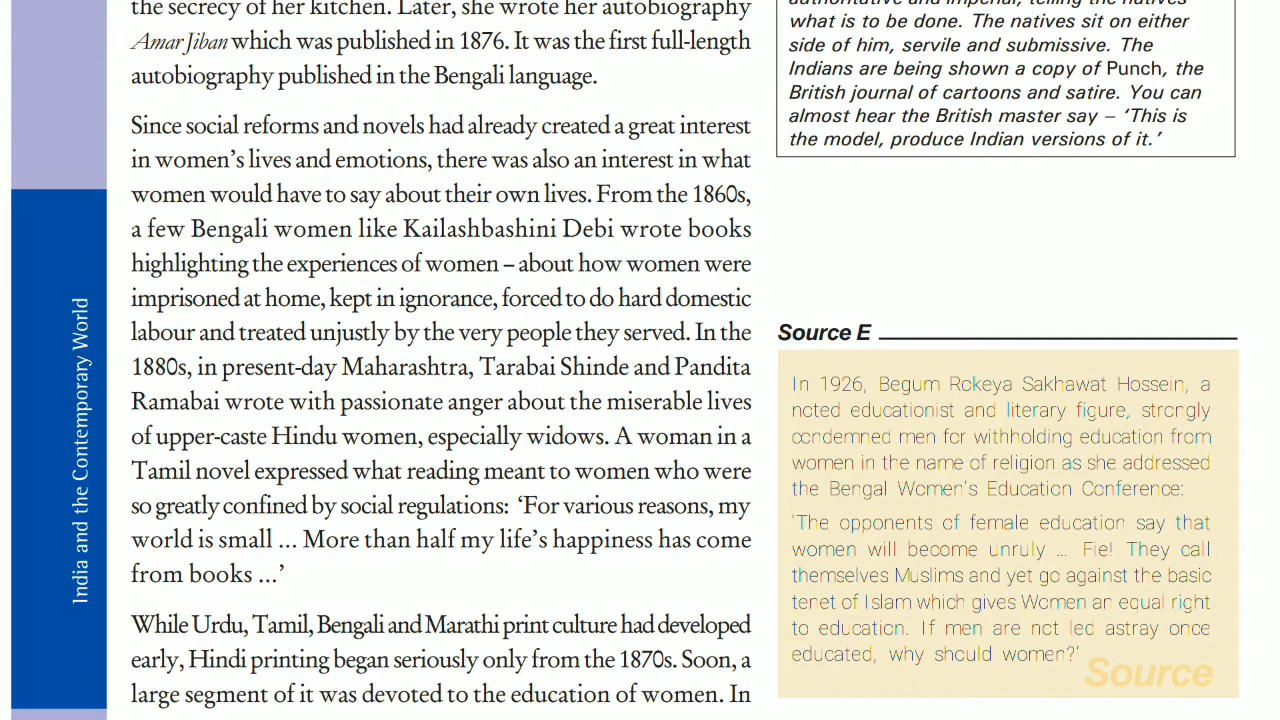 the secrecy of her kitchen. Later, she wrote her autobiography
Amar Jiban which was published in 1876. It was the first full-length
autobiography published in the Bengali language.
Since social reforms and novels had already created a great interest
in women's lives and emotions, there was also an interest in what
women would have to say about their own lives. From the 1860s,
a few Bengali women like Kailashbashini Debi wrote books
highlighting the experiences of women – about how women were
imprisoned at home, kept in ignorance, forced to do hard domestic
labour and treated unjustly by the very people they served. In the
1880s, in present-day Maharashtra, Tarabai Shinde and Pandita
Ramabai wrote with passionate anger about the miserable lives
of upper-caste Hindu women, especially widows. A woman in a
Tamil novel expressed what reading meant to women who were
so greatly confined by social regulations: 'For various reasons, my
world is small … More than half my life's happiness has come
from books …'
While Urdu, Tamil, Bengali and Marathi print culture had developed
early, Hindi printing began seriously only from the 1870s. Soon, a
large segment of it was devoted to the education of women. In
authoritative and imperial, telling the natives
what is to be done. The natives sit on either
side of him, servile and submissive. The
Indians are being shown a copy of Punch, the
British journal of cartoons and satire. You can
almost hear the British master say – 'This is
the model, produce Indian versions of it.'
Source E
In 1926, Begum Rokeya Sakhawat Hossein, a
noted educationist and literary figure, strongly
condemned men for withholding education from
women in the name of religion as she addressed
the Bengal Women's Education Conference:
'The opponents of female education say that
women will become unruly … Fie! They call
themselves Muslims and yet go against the basic
tenet of Islam which gives Women an equal right
to education. If men are not led astray once
educated, why should women?'
Source
India and the Contemporary World